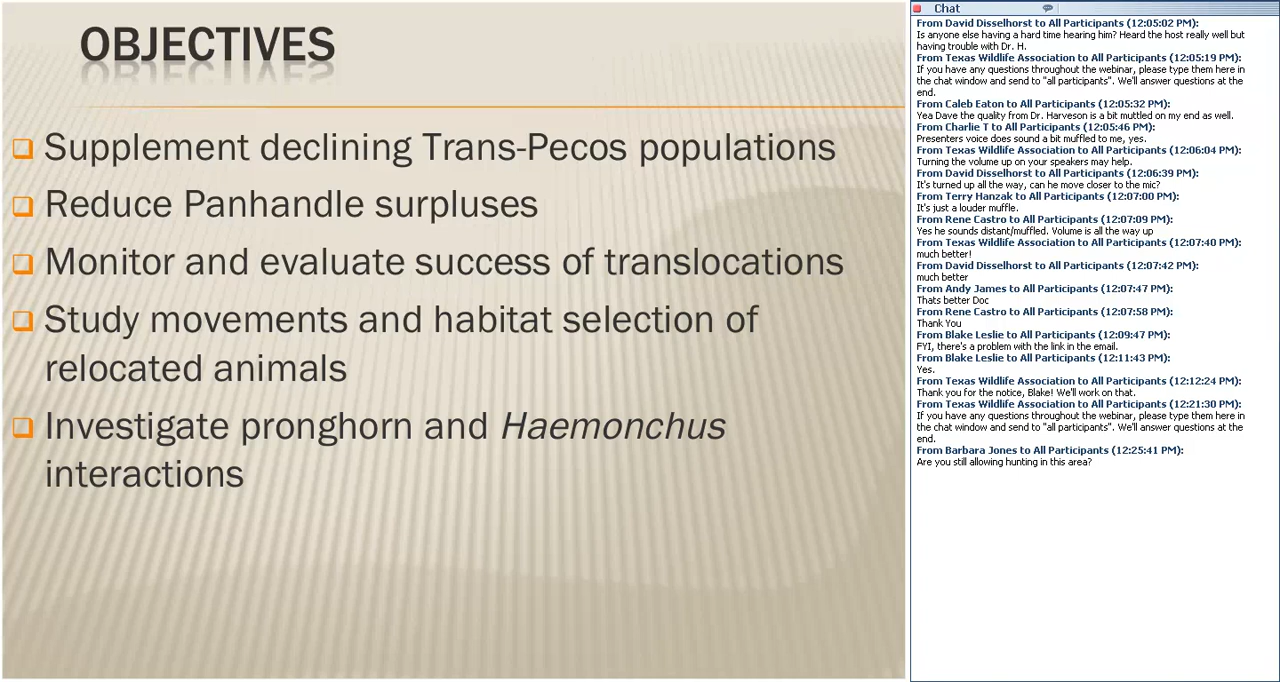 OBJECTIVES
Supplement declining Trans-Pecos populations
Reduce Panhandle surpluses
Monitor and evaluate success of translocations
Study movements and habitat selection of
relocated animals
Investigate pronghorn and Haemonchus
interactions
Chat
From David Disselhorst to All Participants (12:05:02 PM):
Is anyone else having a hard time hearing him? Heard the host really well but
having trouble with Dr. H.
From Texas Wildlife Association to All Participants (12:05:19 PM):
If you have any questions throughout the webinar, please type them here in
the chat window and send to "all participants". We'll answer questions at the
end.
From Caleb Eaton to All Participants (12:05:32 PM):
Yea Dave the quality from Dr. Harveson is a bit muttled on my end as well.
From Charlie T to All Participants (12:05:46 PM):
Presenters voice does sound a bit muffled to me, yes.
From Texas Wildlife Association to All Participants (12:06:04 PM):
Turning the volume up on your speakers may help.
From David Disselhorst to All Participants (12:06:39 PM):
It's turned up all the way, can he move closer to the mic?
From Terry Hanzak to All Participants (12:07:00 PM):
It's just a louder muffle.
From Rene Castro to All Participants (12:07:09 PM):
Yes he sounds distant/muffled. Volume is all the way up
From Texas Wildlife Association to All Participants (12:07:40 PM):
much better!
From David Disselhorst to All Participants (12:07:42 PM):
much better
From Andy James to All Participants (12:07:47 PM):
Thats better Doc
From Rene Castro to All Participants (12:07:58 PM):
Thank You
From Blake Leslie to All Participants (12:09:47 PM):
FYI, there's a problem with the link in the email.
From Blake Leslie to All Participants (12:11:43 PM):
Yes.
From Texas Wildlife Association to All Participants (12:12:24 PM):
Thank you for the notice, Blake! We'll work on that.
From Texas Wildlife Association to All Participants (12:21:30 PM):
If you have any questions throughout the webinar, please type them here in
the chat window and send to "all participants". We'll answer questions at the
end.
From Barbara Jones to All Participants (12:25:41 PM):
Are you still allowing hunting in this area?